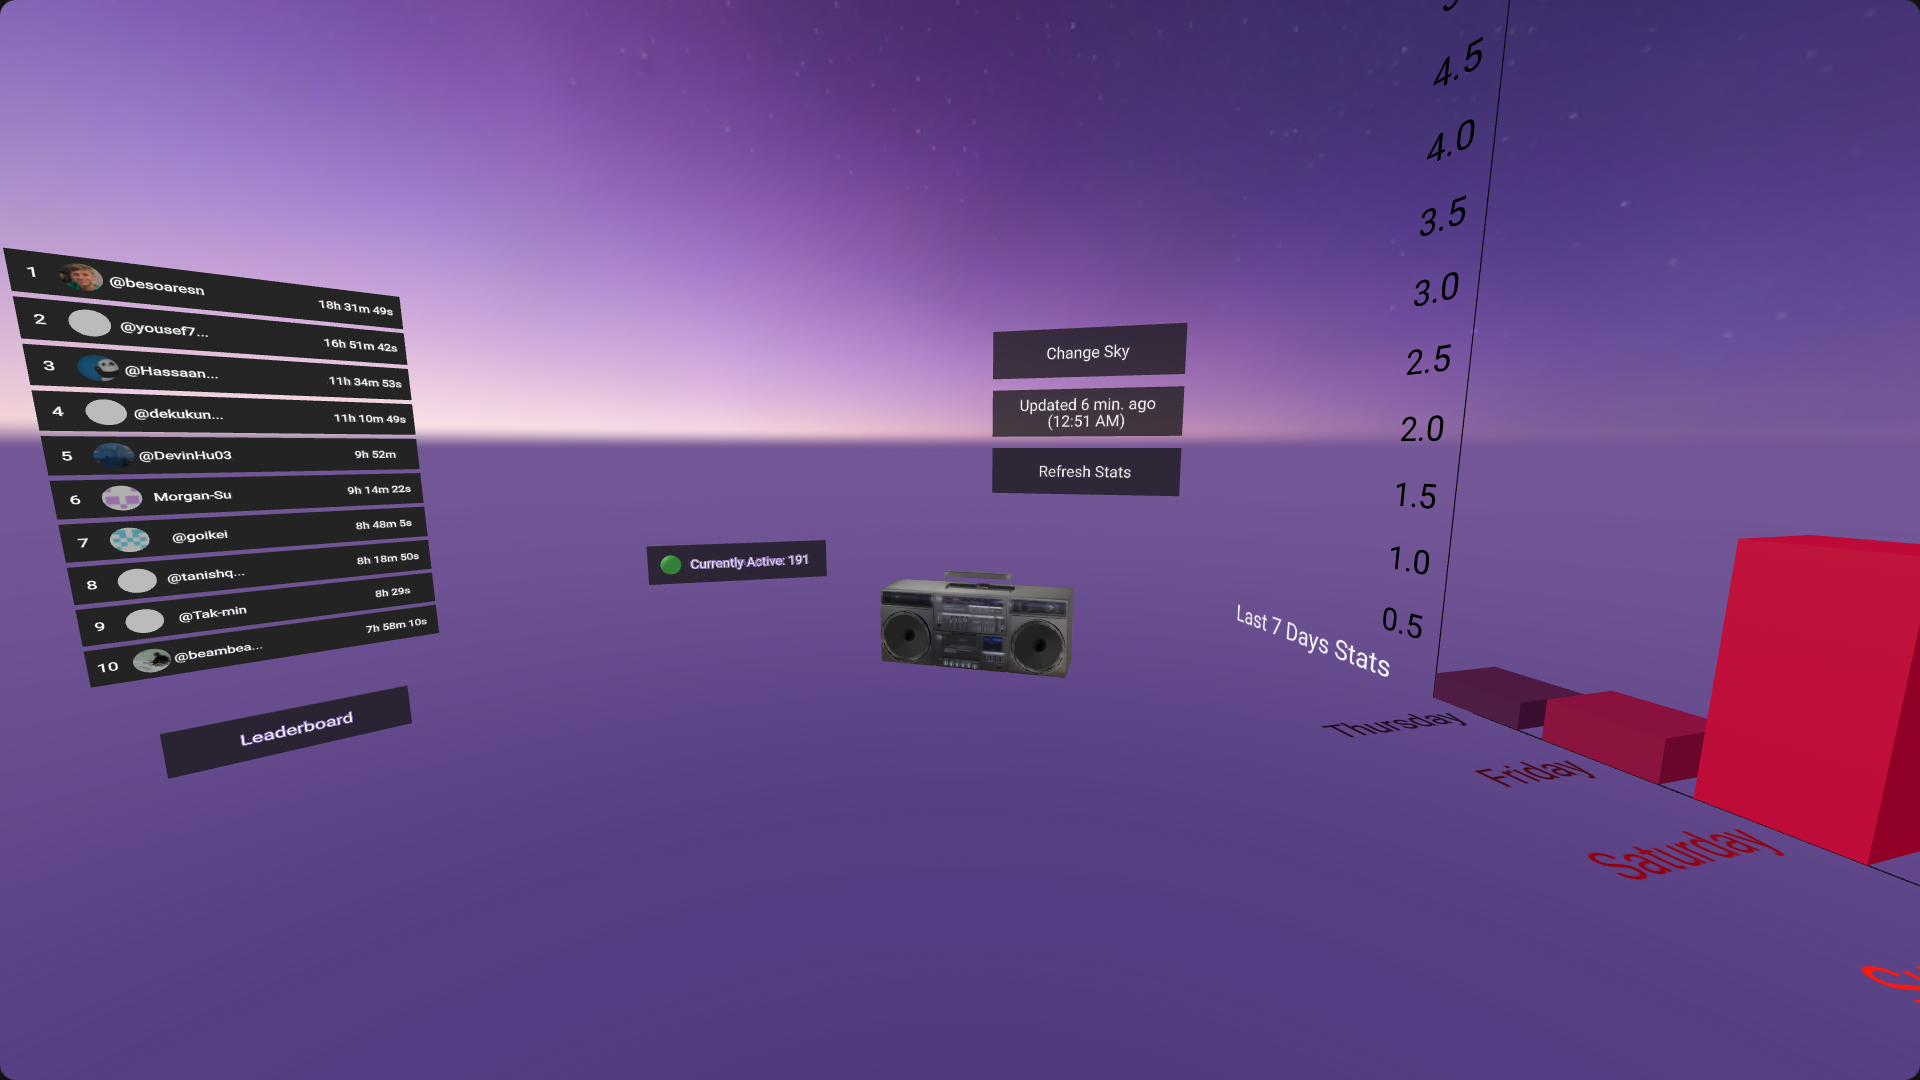 1 @besoaresn 18h 31m 49s
2 @yousef7... 16h 51m 42s
3 @Hassaan... 11h 34m 53s
4 @dekukun... 11h 10m 49s
5 @DevinHu03 9h 52m
6 Morgan-Su 9h 14m 22s
7 @goikei 8h 48m 5s
8 @tanishq... 8h 18m 50s
9 @Tak-min 8h 29s
10 @beambea... 7h 58m 10s
Leaderboard
Currently Active: 191
Change Sky
Updated 6 min. ago
(12:51 AM)
Refresh Stats
4.5
4.0
3.5
3.0
2.5
2.0
1.5
1.0
0.5
Last 7 Days Stats
Thursday
Friday
Saturday